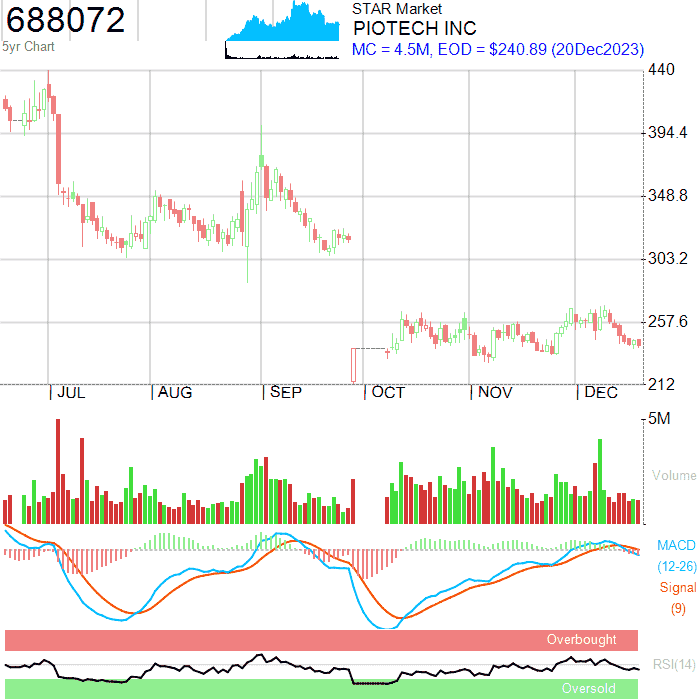 688072
5yr Chart
STAR Market
PIOTECH INC
MC = 4.5M, EOD = $240.89 (20Dec2023)
440
394.4
348.8
303.2
257.6
212
JUL AUG SEP OCT NOV DEC
5M
Volume
MACD
(12-26)
Signal
(9)
Overbought
RSI(14)
Oversold